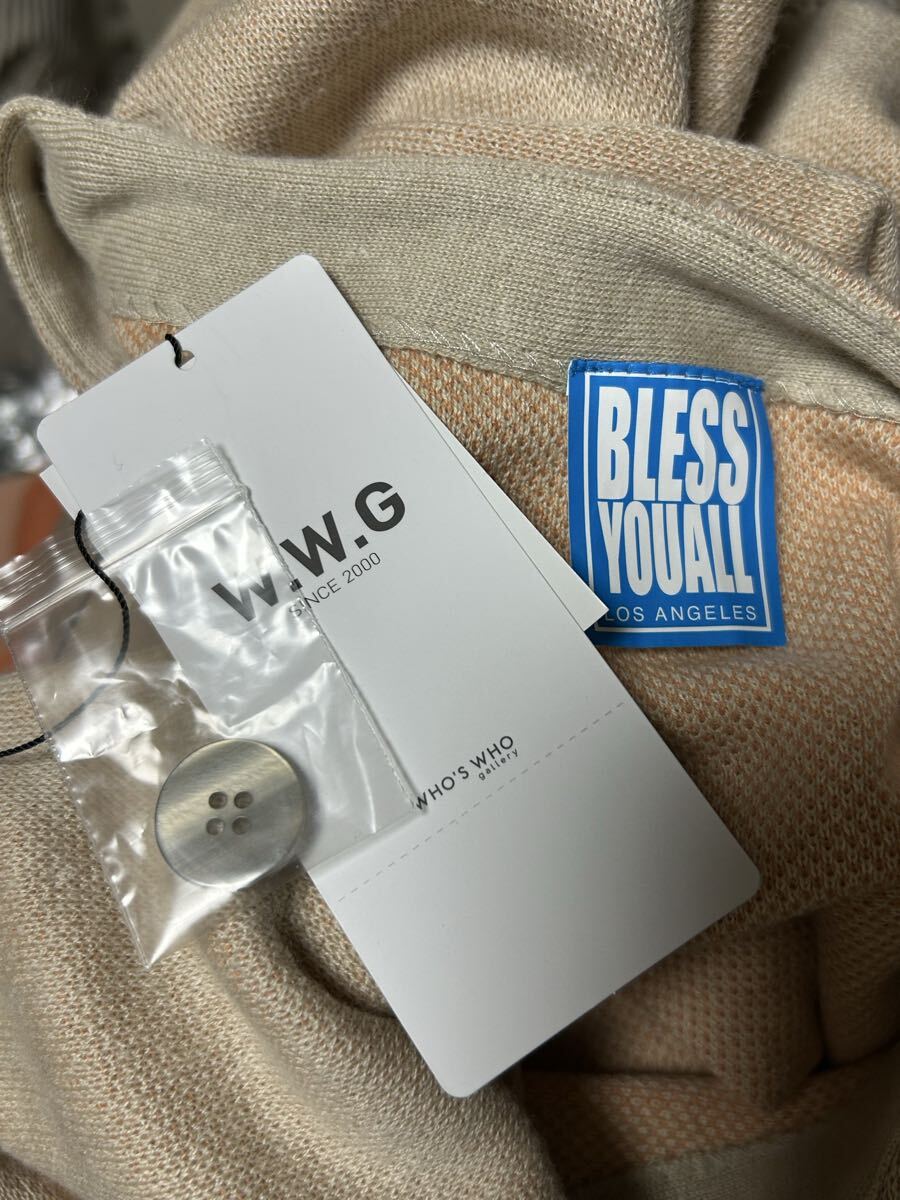 W.W.G
SINCE 2000
WHO'S WHO
gallery
BLESS
YOUALL
LOS ANGELES